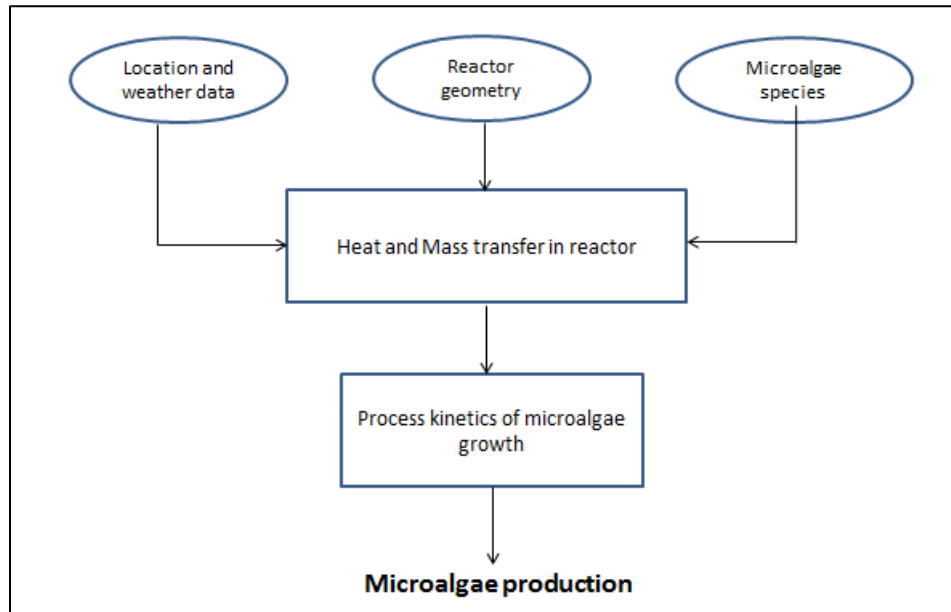 Location and
weather data
Reactor
geometry
Microalgae
species
Heat and Mass transfer in reactor
Process kinetics of microalgae
growth
Microalgae production